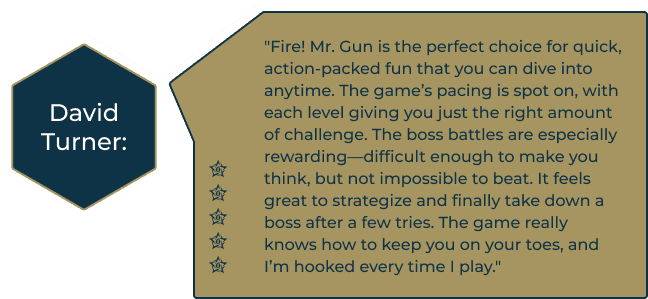 David
Turner:
"Fire! Mr. Gun is the perfect choice for quick,
action-packed fun that you can dive into
anytime. The game’s pacing is spot on, with
each level giving you just the right amount
of challenge. The boss battles are especially
rewarding—difficult enough to make you
think, but not impossible to beat. It feels
great to strategize and finally take down a
boss after a few tries. The game really
knows how to keep you on your toes, and
I’m hooked every time I play."